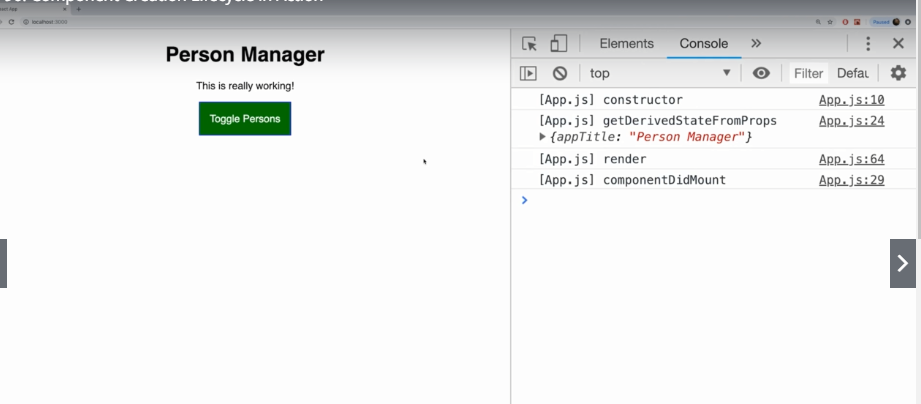 Component Creation Lifecycle in Action
localhost:3000
Paused
Person Manager
This is really working!
Toggle Persons
Elements
Console
top
Filter
Defau
[App.js] constructor App.js:10
[App.js] getDerivedStateFromProps App.js:24
{appTitle: "Person Manager"}
[App.js] render App.js:64
[App.js] componentDidMount App.js:29